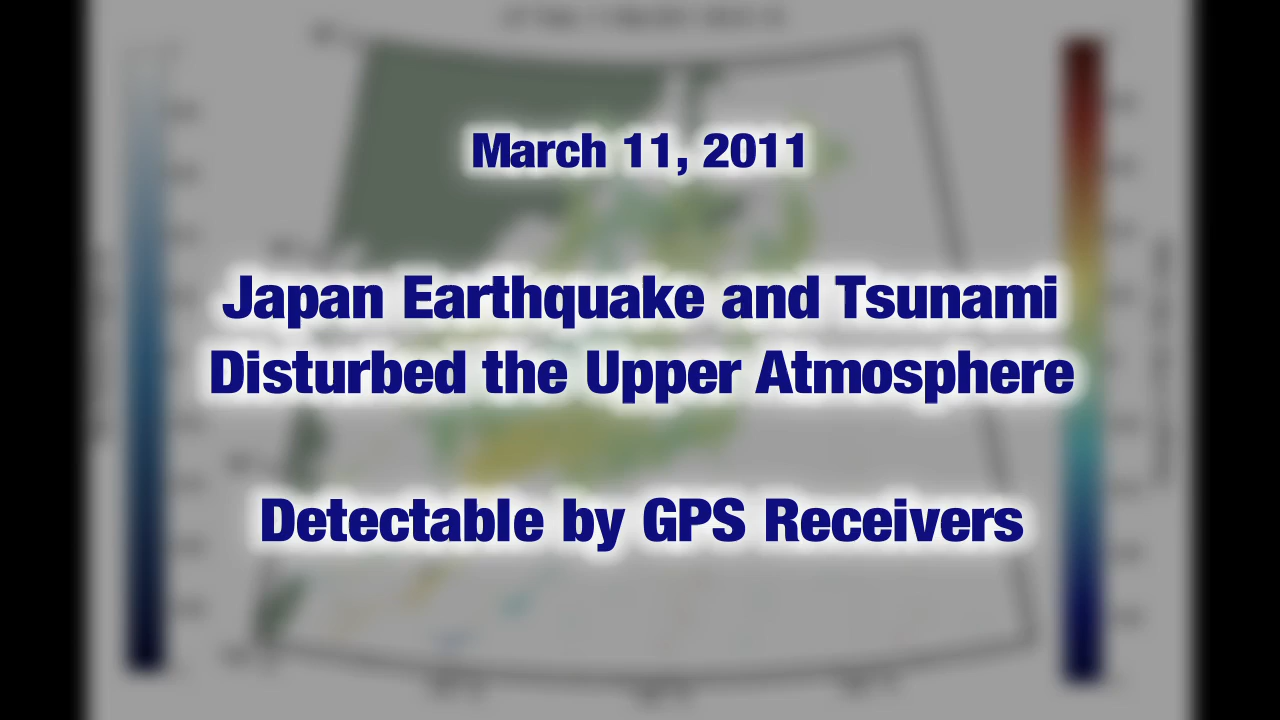 March 11, 2011
Japan Earthquake and Tsunami
Disturbed the Upper Atmosphere
Detectable by GPS Receivers